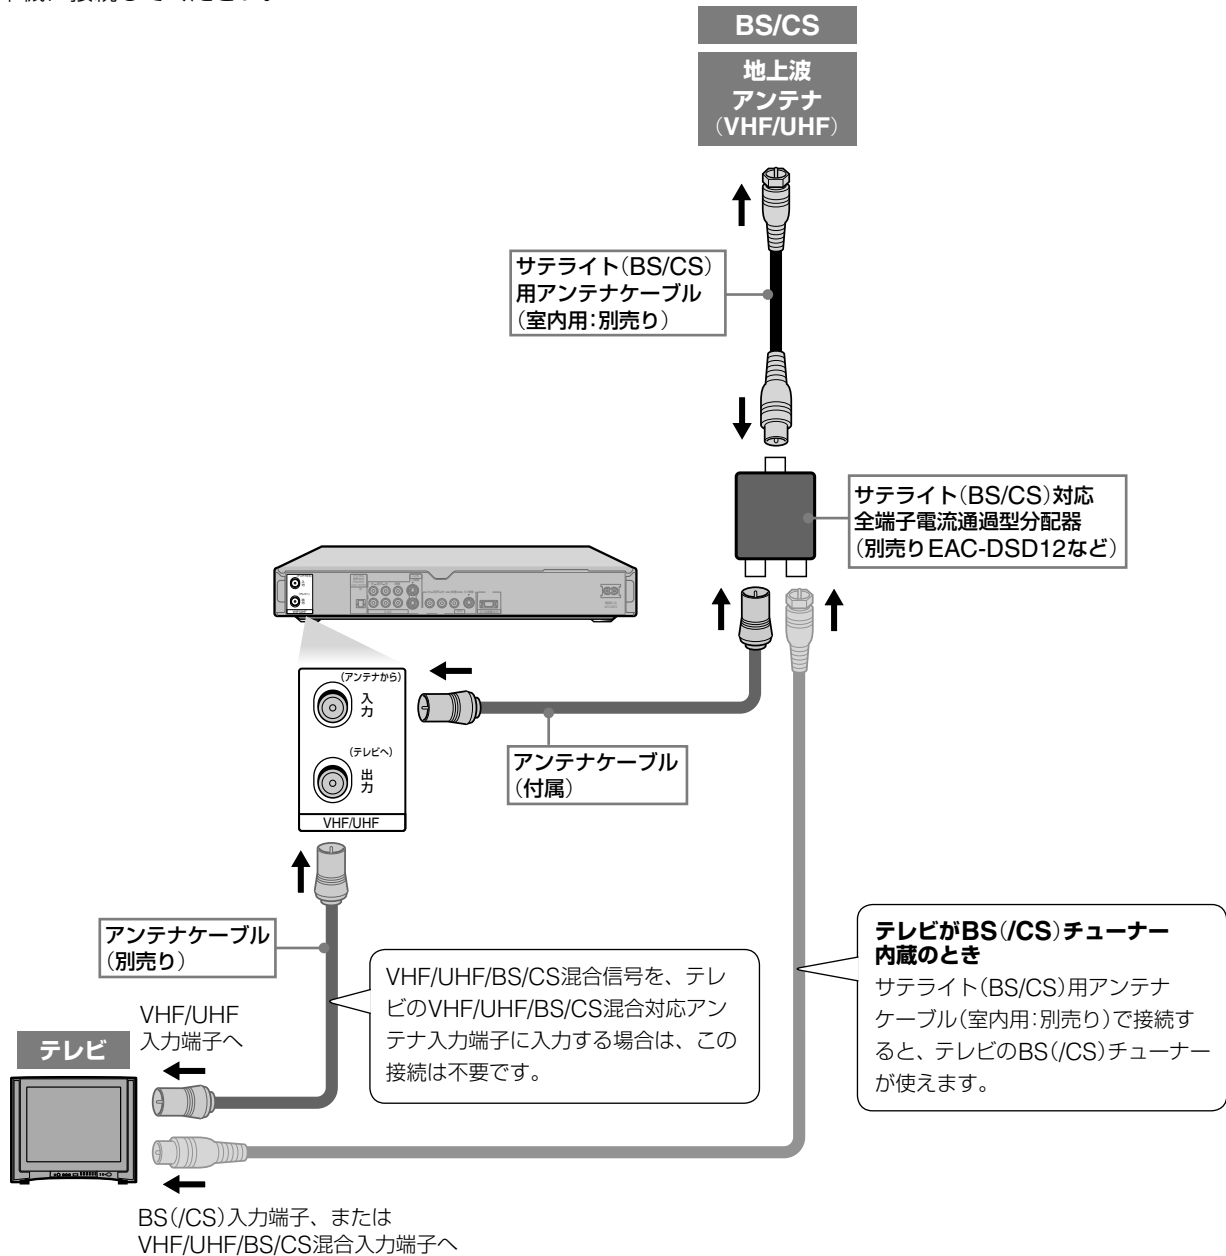 BS/CS
地上波
アンテナ
（VHF/UHF）
サテライト（BS/CS）
用アンテナケーブル
（室内用：別売り）
サテライト（BS/CS）対応
全端子電流通過型分配器
（別売りEAC-DSD12など）
（アンテナから）
入力
（テレビへ）
出力
VHF/UHF
アンテナケーブル
（付属）
アンテナケーブル
（別売り）
VHF/UHF/BS/CS混合信号を、テレ
ビのVHF/UHF/BS/CS混合対応アン
テナ入力端子に入力する場合は、この
接続は不要です。
テレビがBS（/CS）チューナー
内蔵のとき
サテライト（BS/CS）用アンテナ
ケーブル（室内用：別売り）で接続す
ると、テレビのBS（/CS）チューナー
が使えます。
VHF/UHF
入力端子へ
テレビ
BS（/CS）入力端子、または
VHF/UHF/BS/CS混合入力端子へ